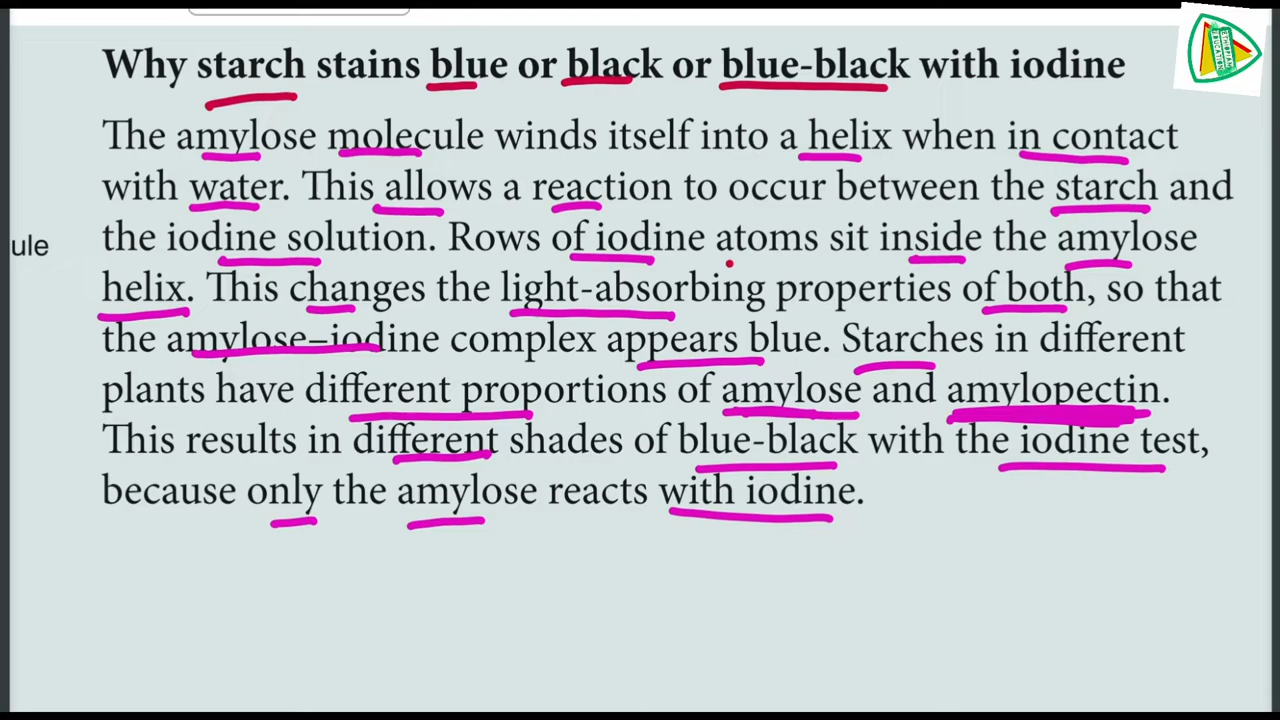 Why starch stains blue or black or blue-black with iodine
The amylose molecule winds itself into a helix when in contact
with water. This allows a reaction to occur between the starch and
the iodine solution. Rows of iodine atoms sit inside the amylose
ule
helix. This changes the light-absorbing properties of both, so that
the amylose–iodine complex appears blue. Starches in different
plants have different proportions of amylose and amylopectin.
This results in different shades of blue-black with the iodine test,
because only the amylose reacts with iodine.